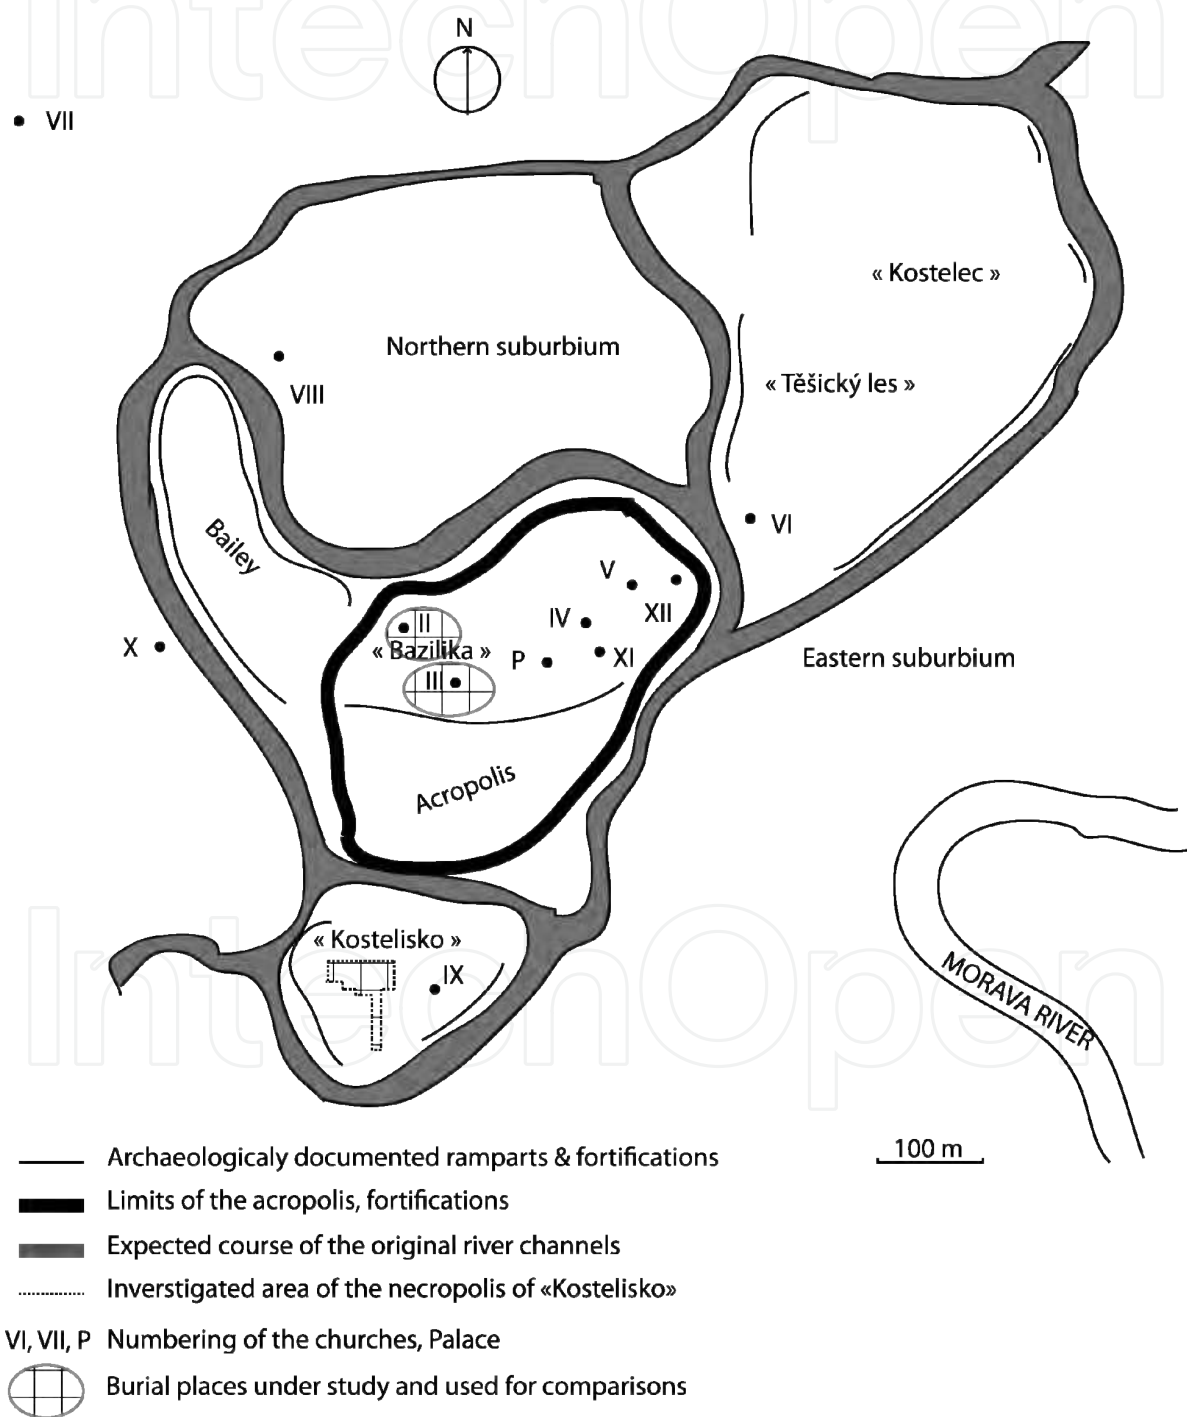 IntechOpen
N
VII
« Kostelec »
Northern suburbium
« Těšický les »
VIII
VI
Bailey
V
XII
II
IV
X
« Bazilika »
P
XI
Eastern suburbium
III
Acropolis
IntechOpen
« Kostelisko »
IX
MORAVA RIVER
100 m
Archaeologicaly documented ramparts & fortifications
Limits of the acropolis, fortifications
Expected course of the original river channels
Inverstigated area of the necropolis of «Kostelisko»
VI, VII, P Numbering of the churches, Palace
Burial places under study and used for comparisons